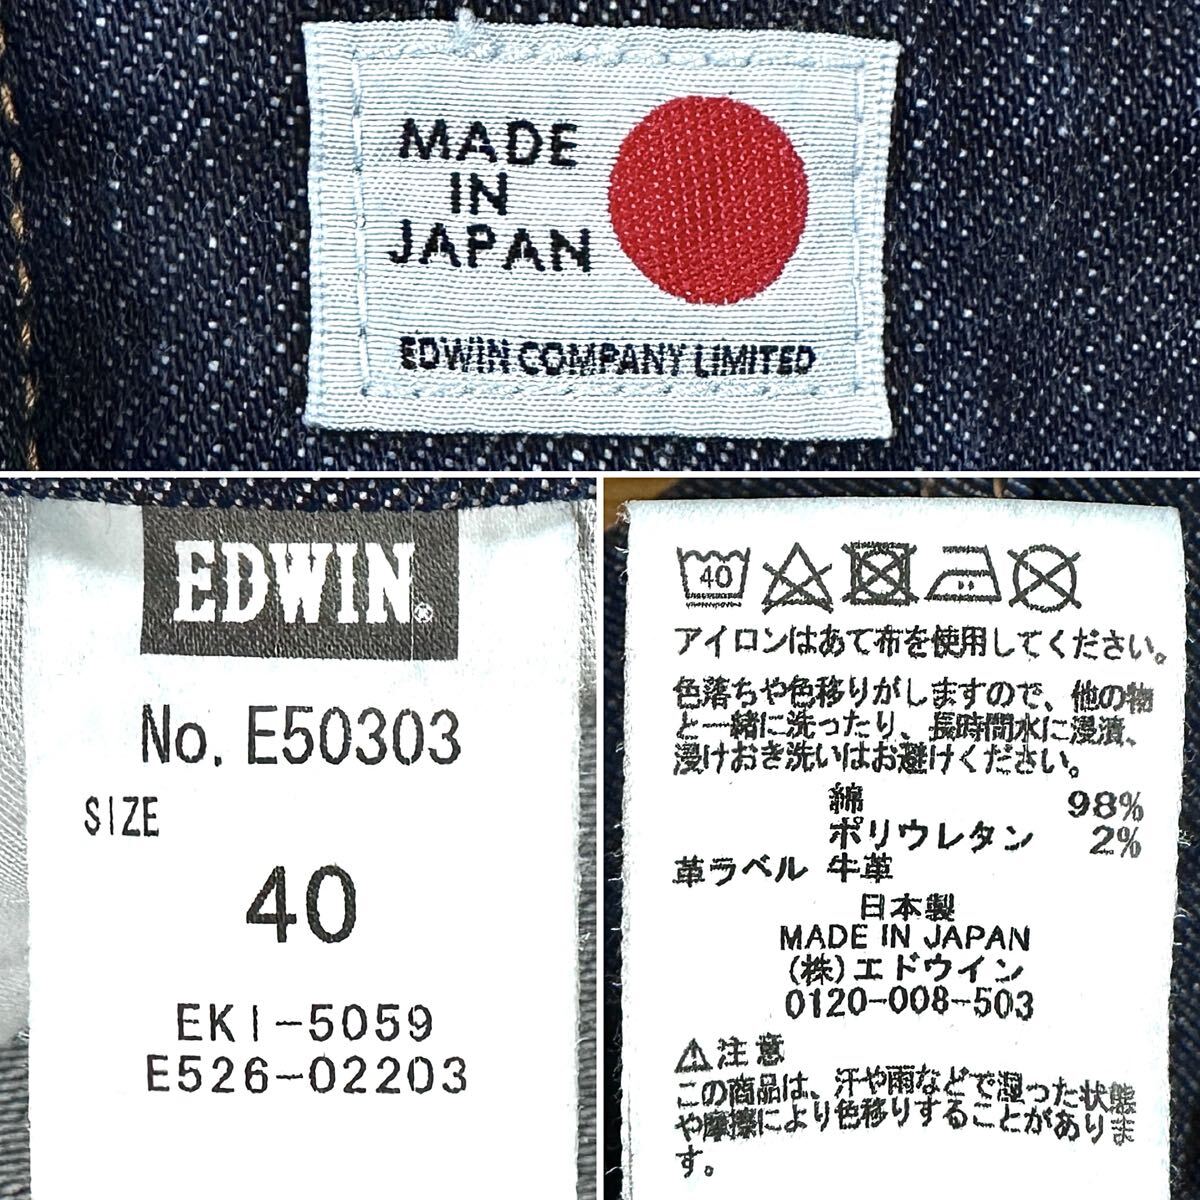 MADE
IN
JAPAN
EDWIN COMPANY LIMITED
EDWIN®
No. E50303
SIZE
40
EKI-5059
E526-02203
40
アイロンはあて布を使用してください。
色落ちや色移りがしますので、他の物
と一緒に洗ったり、長時間水に浸漬、
浸けおき洗いはお避けください。
綿 98%
ポリウレタン 2%
革ラベル 牛革
日本製
MADE IN JAPAN
(株)エドウイン
0120-008-503
⚠注意
この商品は、汗や雨などで湿った状態
や摩擦により色移りすることがありま
す。